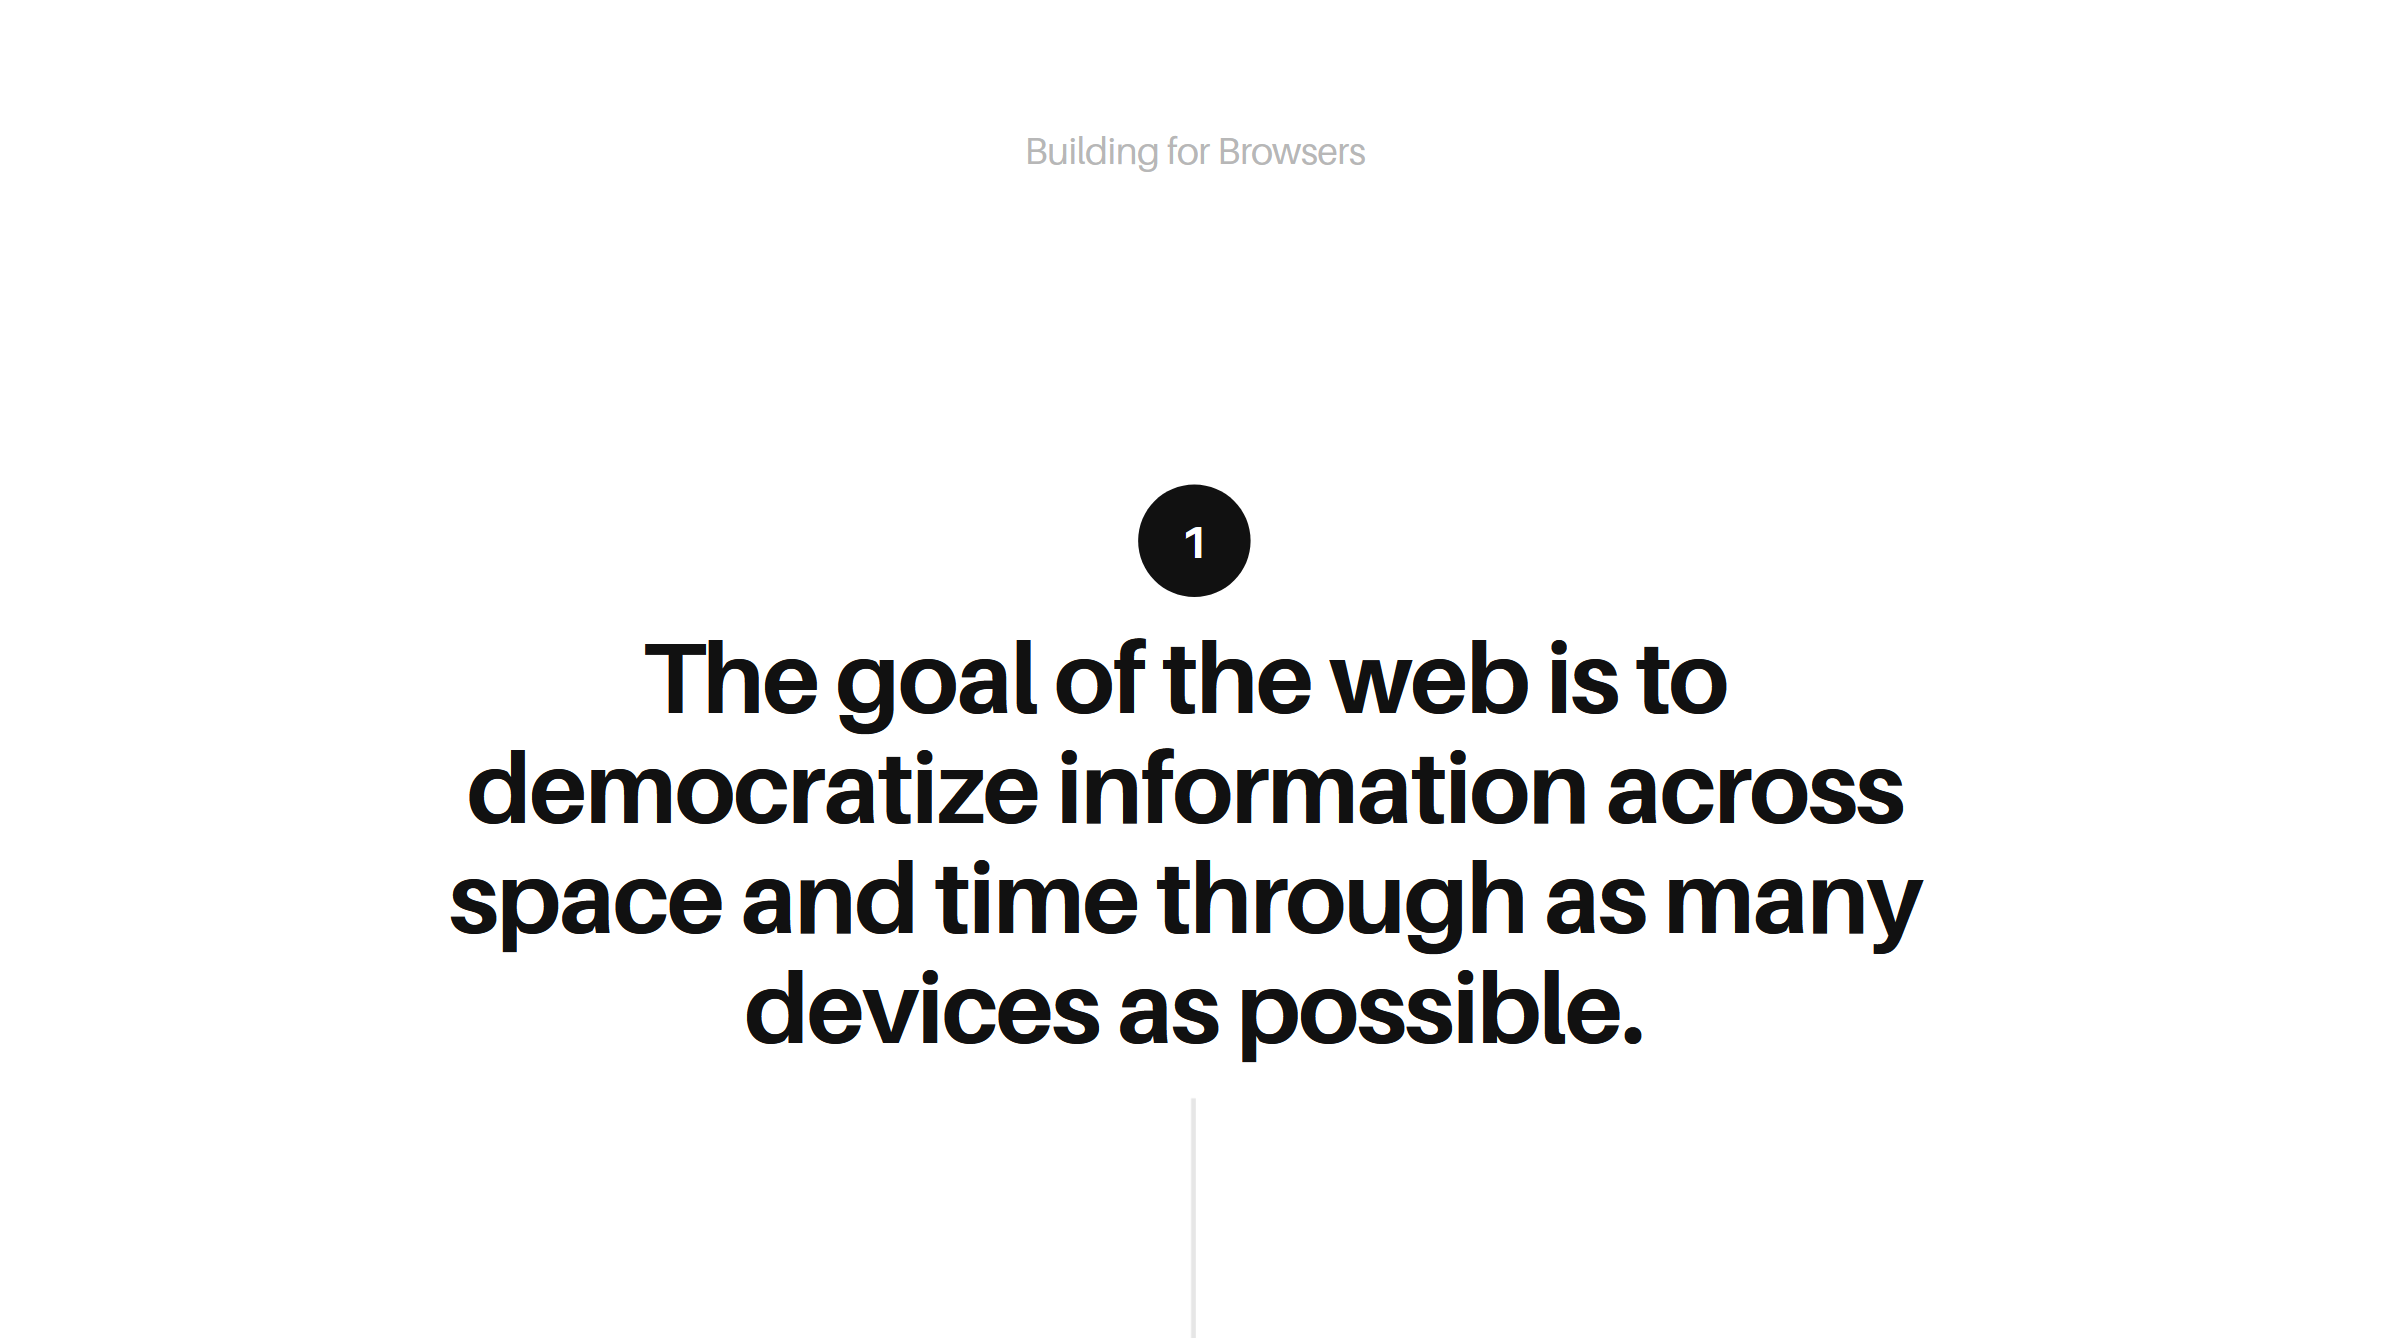 Building for Browsers
1
The goal of the web is to
democratize information across
space and time through as many
devices as possible.